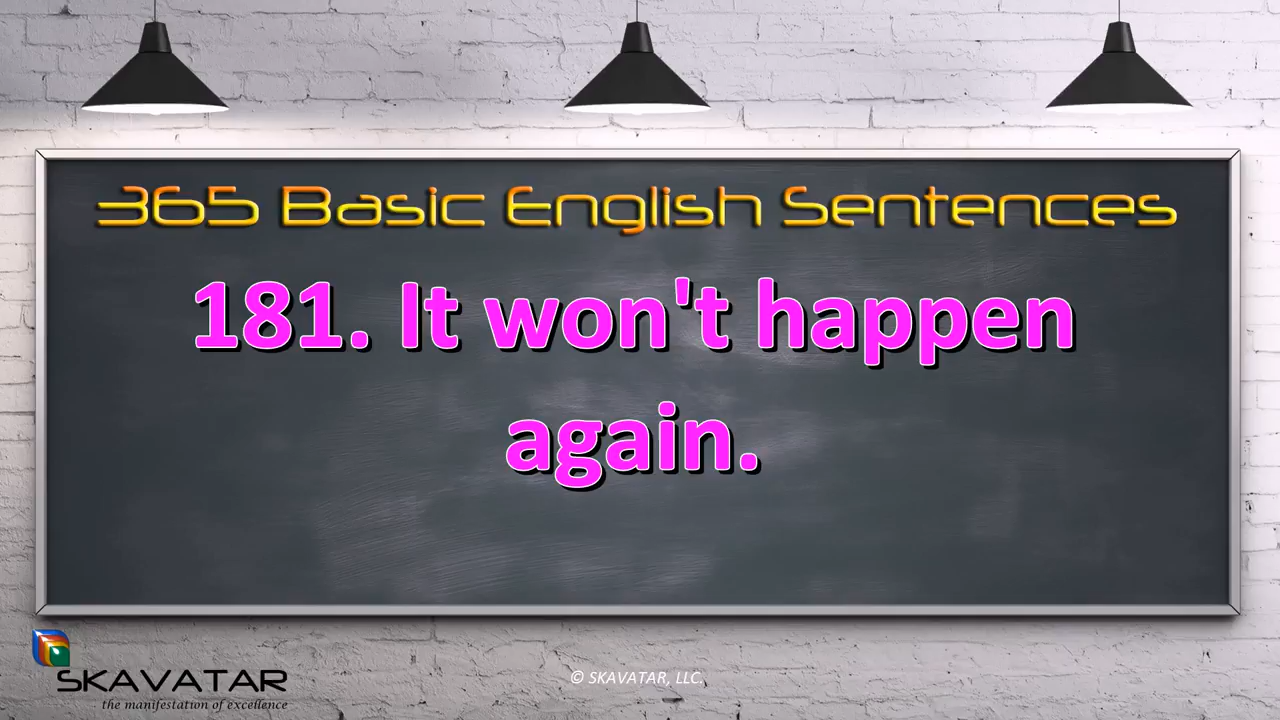 365 Basic English Sentences
181. It won't happen
again.
SKAVATAR
the manifestation of excellence
© SKAVATAR, LLC.